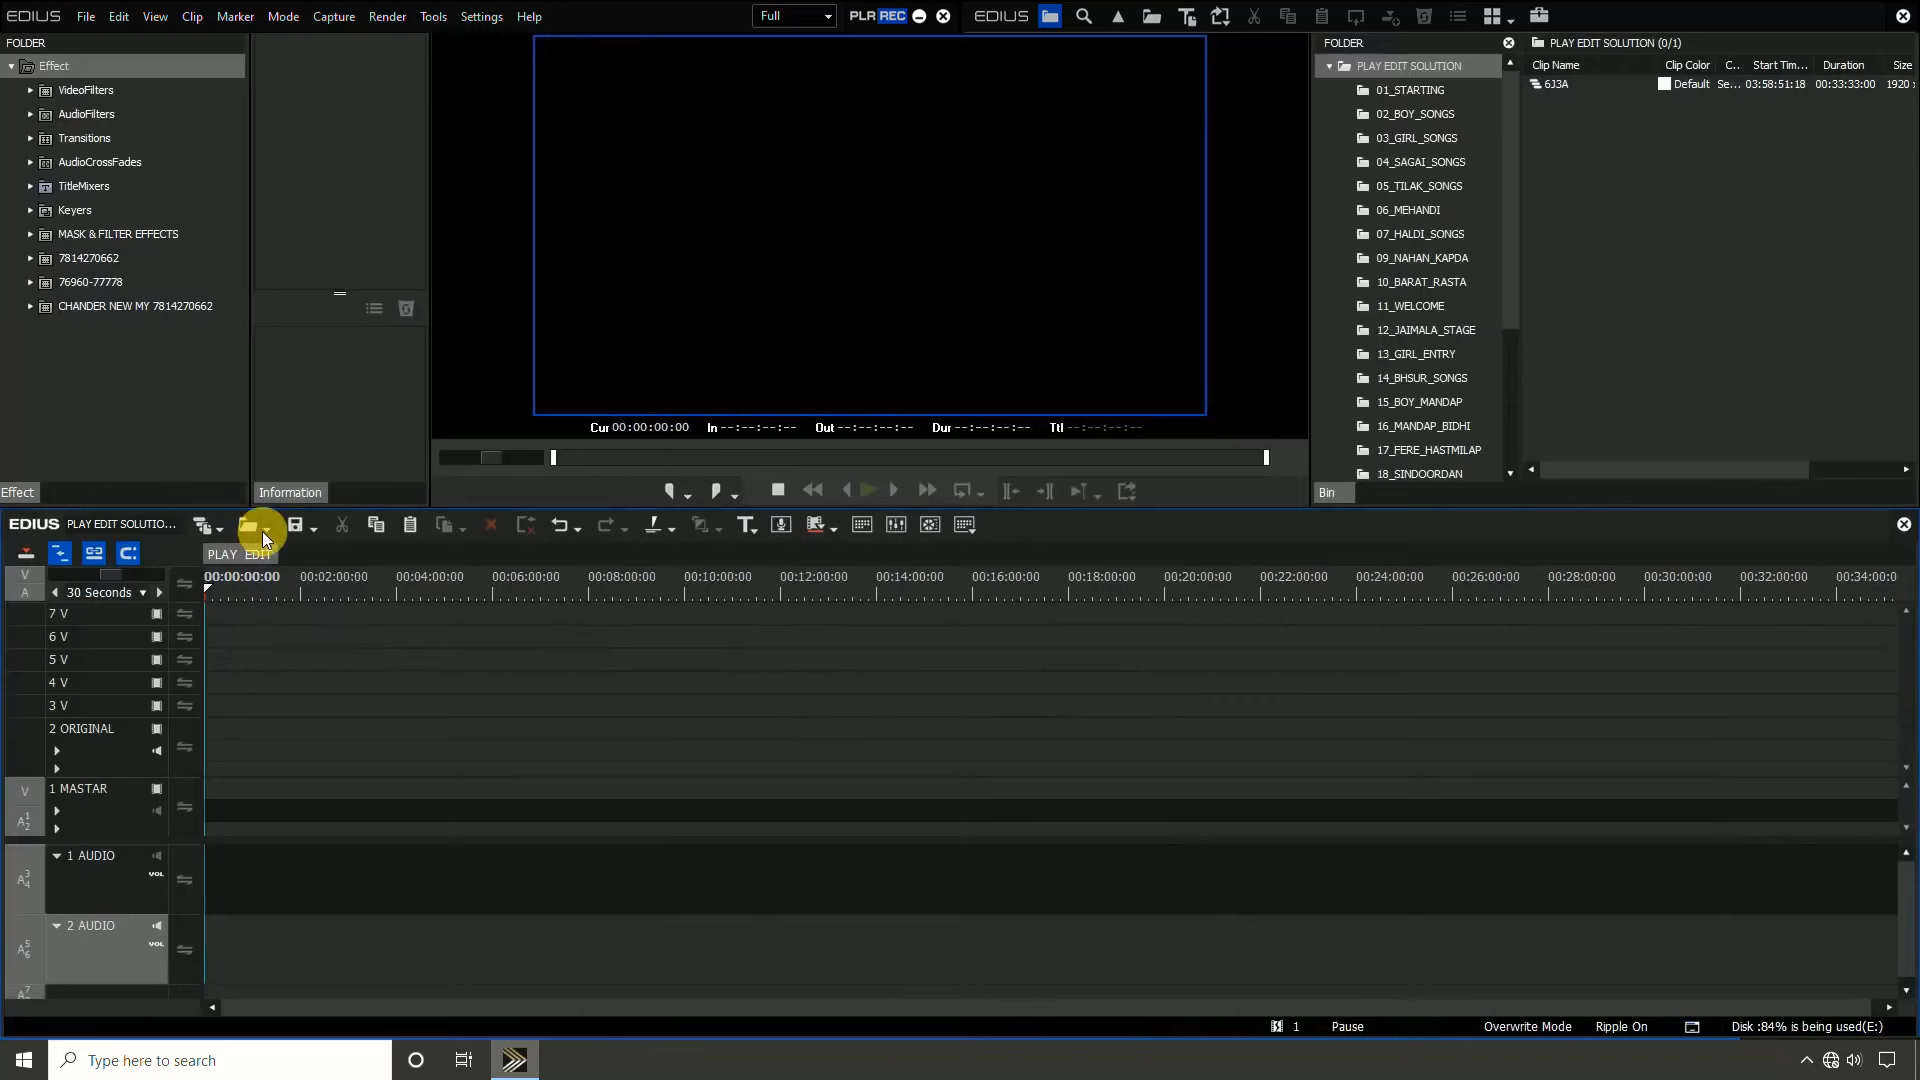 EDIUS File Edit View Clip Marker Mode Capture Render Tools Settings Help Full PLR REC EDIUS
FOLDER
Effect
VideoFilters
AudioFilters
Transitions
AudioCrossFades
TitleMixers
Keyers
MASK & FILTER EFFECTS
7814270662
76960-77778
CHANDER NEW MY 7814270662
Effect
Information
Cur 00:00:00:00 In --:--:--:-- Out --:--:--:-- Dur --:--:--:-- Ttl --:--:--:--
FOLDER
PLAY EDIT SOLUTION
01_STARTING
02_BOY_SONGS
03_GIRL_SONGS
04_SAGAI_SONGS
05_TILAK_SONGS
06_MEHANDI
07_HALDI_SONGS
09_NAHAN_KAPDA
10_BARAT_RASTA
11_WELCOME
12_JAIMALA_STAGE
13_GIRL_ENTRY
14_BHSUR_SONGS
15_BOY_MANDAP
16_MANDAP_BIDHI
17_FERE_HASTMILAP
18_SINDOORDAN
Bin
PLAY EDIT SOLUTION (0/1)
Clip Name Clip Color C... Start Tim... Duration Size
6J3A Default Se... 03:58:51:18 00:33:33:00 1920
EDIUS PLAY EDIT SOLUTIO...
PLAY EDIT
V 00:00:00:00 00:02:00:00 00:04:00:00 00:06:00:00 00:08:00:00 00:10:00:00 00:12:00:00 00:14:00:00 00:16:00:00 00:18:00:00 00:20:00:00 00:22:00:00 00:24:00:00 00:26:00:00 00:28:00:00 00:30:00:00 00:32:00:00 00:34:00:0
A 30 Seconds
7 V
6 V
5 V
4 V
3 V
2 ORIGINAL
V 1 MASTAR
A 1 2
1 AUDIO
A 3 4 VOL
2 AUDIO
A 5 6 VOL
A 7
1 Pause Overwrite Mode Ripple On Disk :84% is being used(E:)
Type here to search